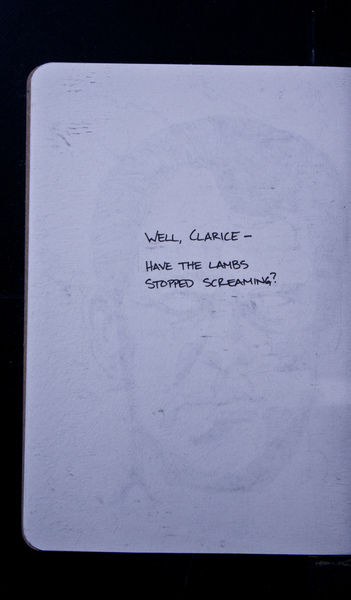 WELL, CLARICE –
HAVE THE LAMBS
STOPPED SCREAMING?